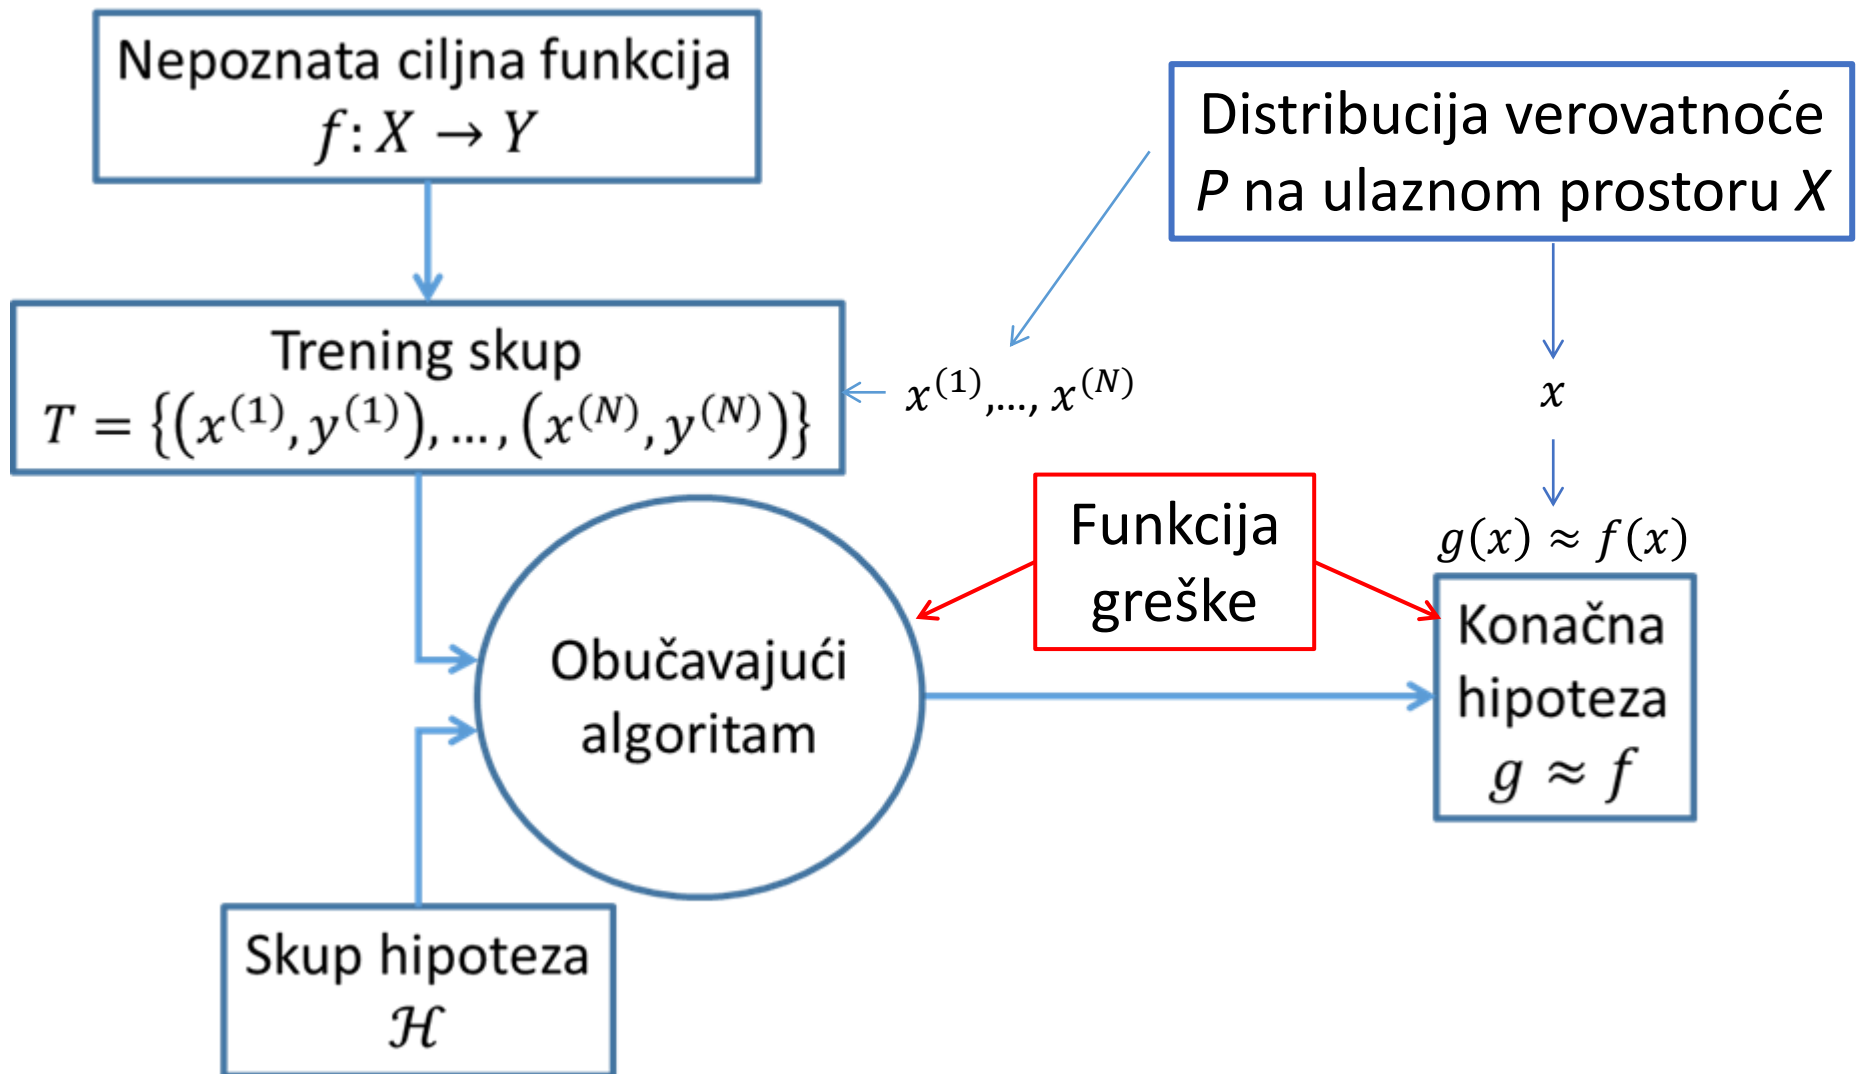 Nepoznata ciljna funkcija
f: X → Y
Distribucija verovatnoće
P na ulaznom prostoru X
Trening skup
T = {(x⁽¹⁾, y⁽¹⁾), … , (x⁽ᴺ⁾, y⁽ᴺ⁾)}
x⁽¹⁾,..., x⁽ᴺ⁾
x
Funkcija
greške
g(x) ≈ f(x)
Obučavajući
algoritam
Konačna
hipoteza
g ≈ f
Skup hipoteza
ℋ